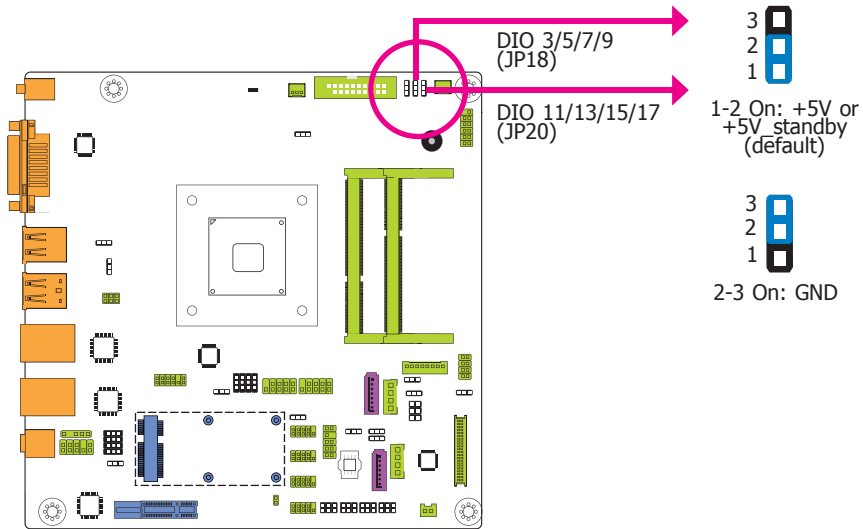 DIO 3/5/7/9
(JP18)
DIO 11/13/15/17
(JP20)
3
2
1
1-2 On: +5V or
+5V_standby
(default)
3
2
1
2-3 On: GND